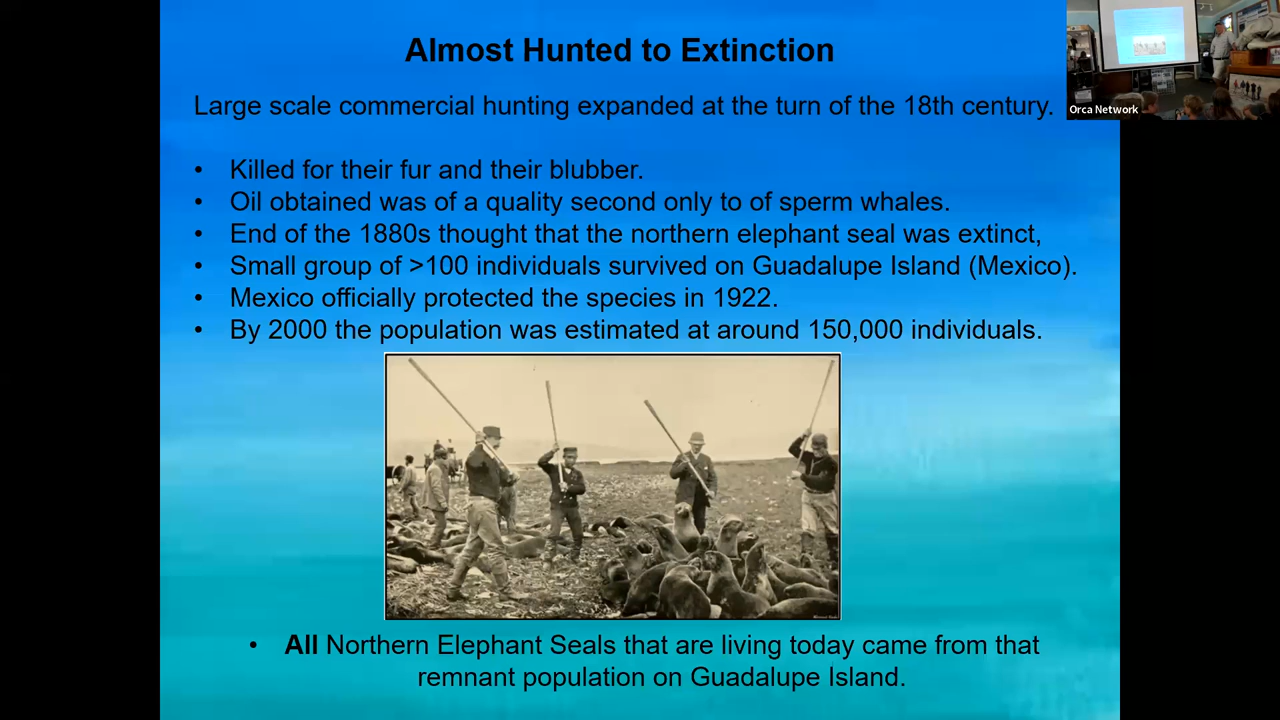 Almost Hunted to Extinction
Large scale commercial hunting expanded at the turn of the 18th century.
Orca Network
• Killed for their fur and their blubber.
• Oil obtained was of a quality second only to of sperm whales.
• End of the 1880s thought that the northern elephant seal was extinct,
• Small group of >100 individuals survived on Guadalupe Island (Mexico).
• Mexico officially protected the species in 1922.
• By 2000 the population was estimated at around 150,000 individuals.
• All Northern Elephant Seals that are living today came from that
remnant population on Guadalupe Island.